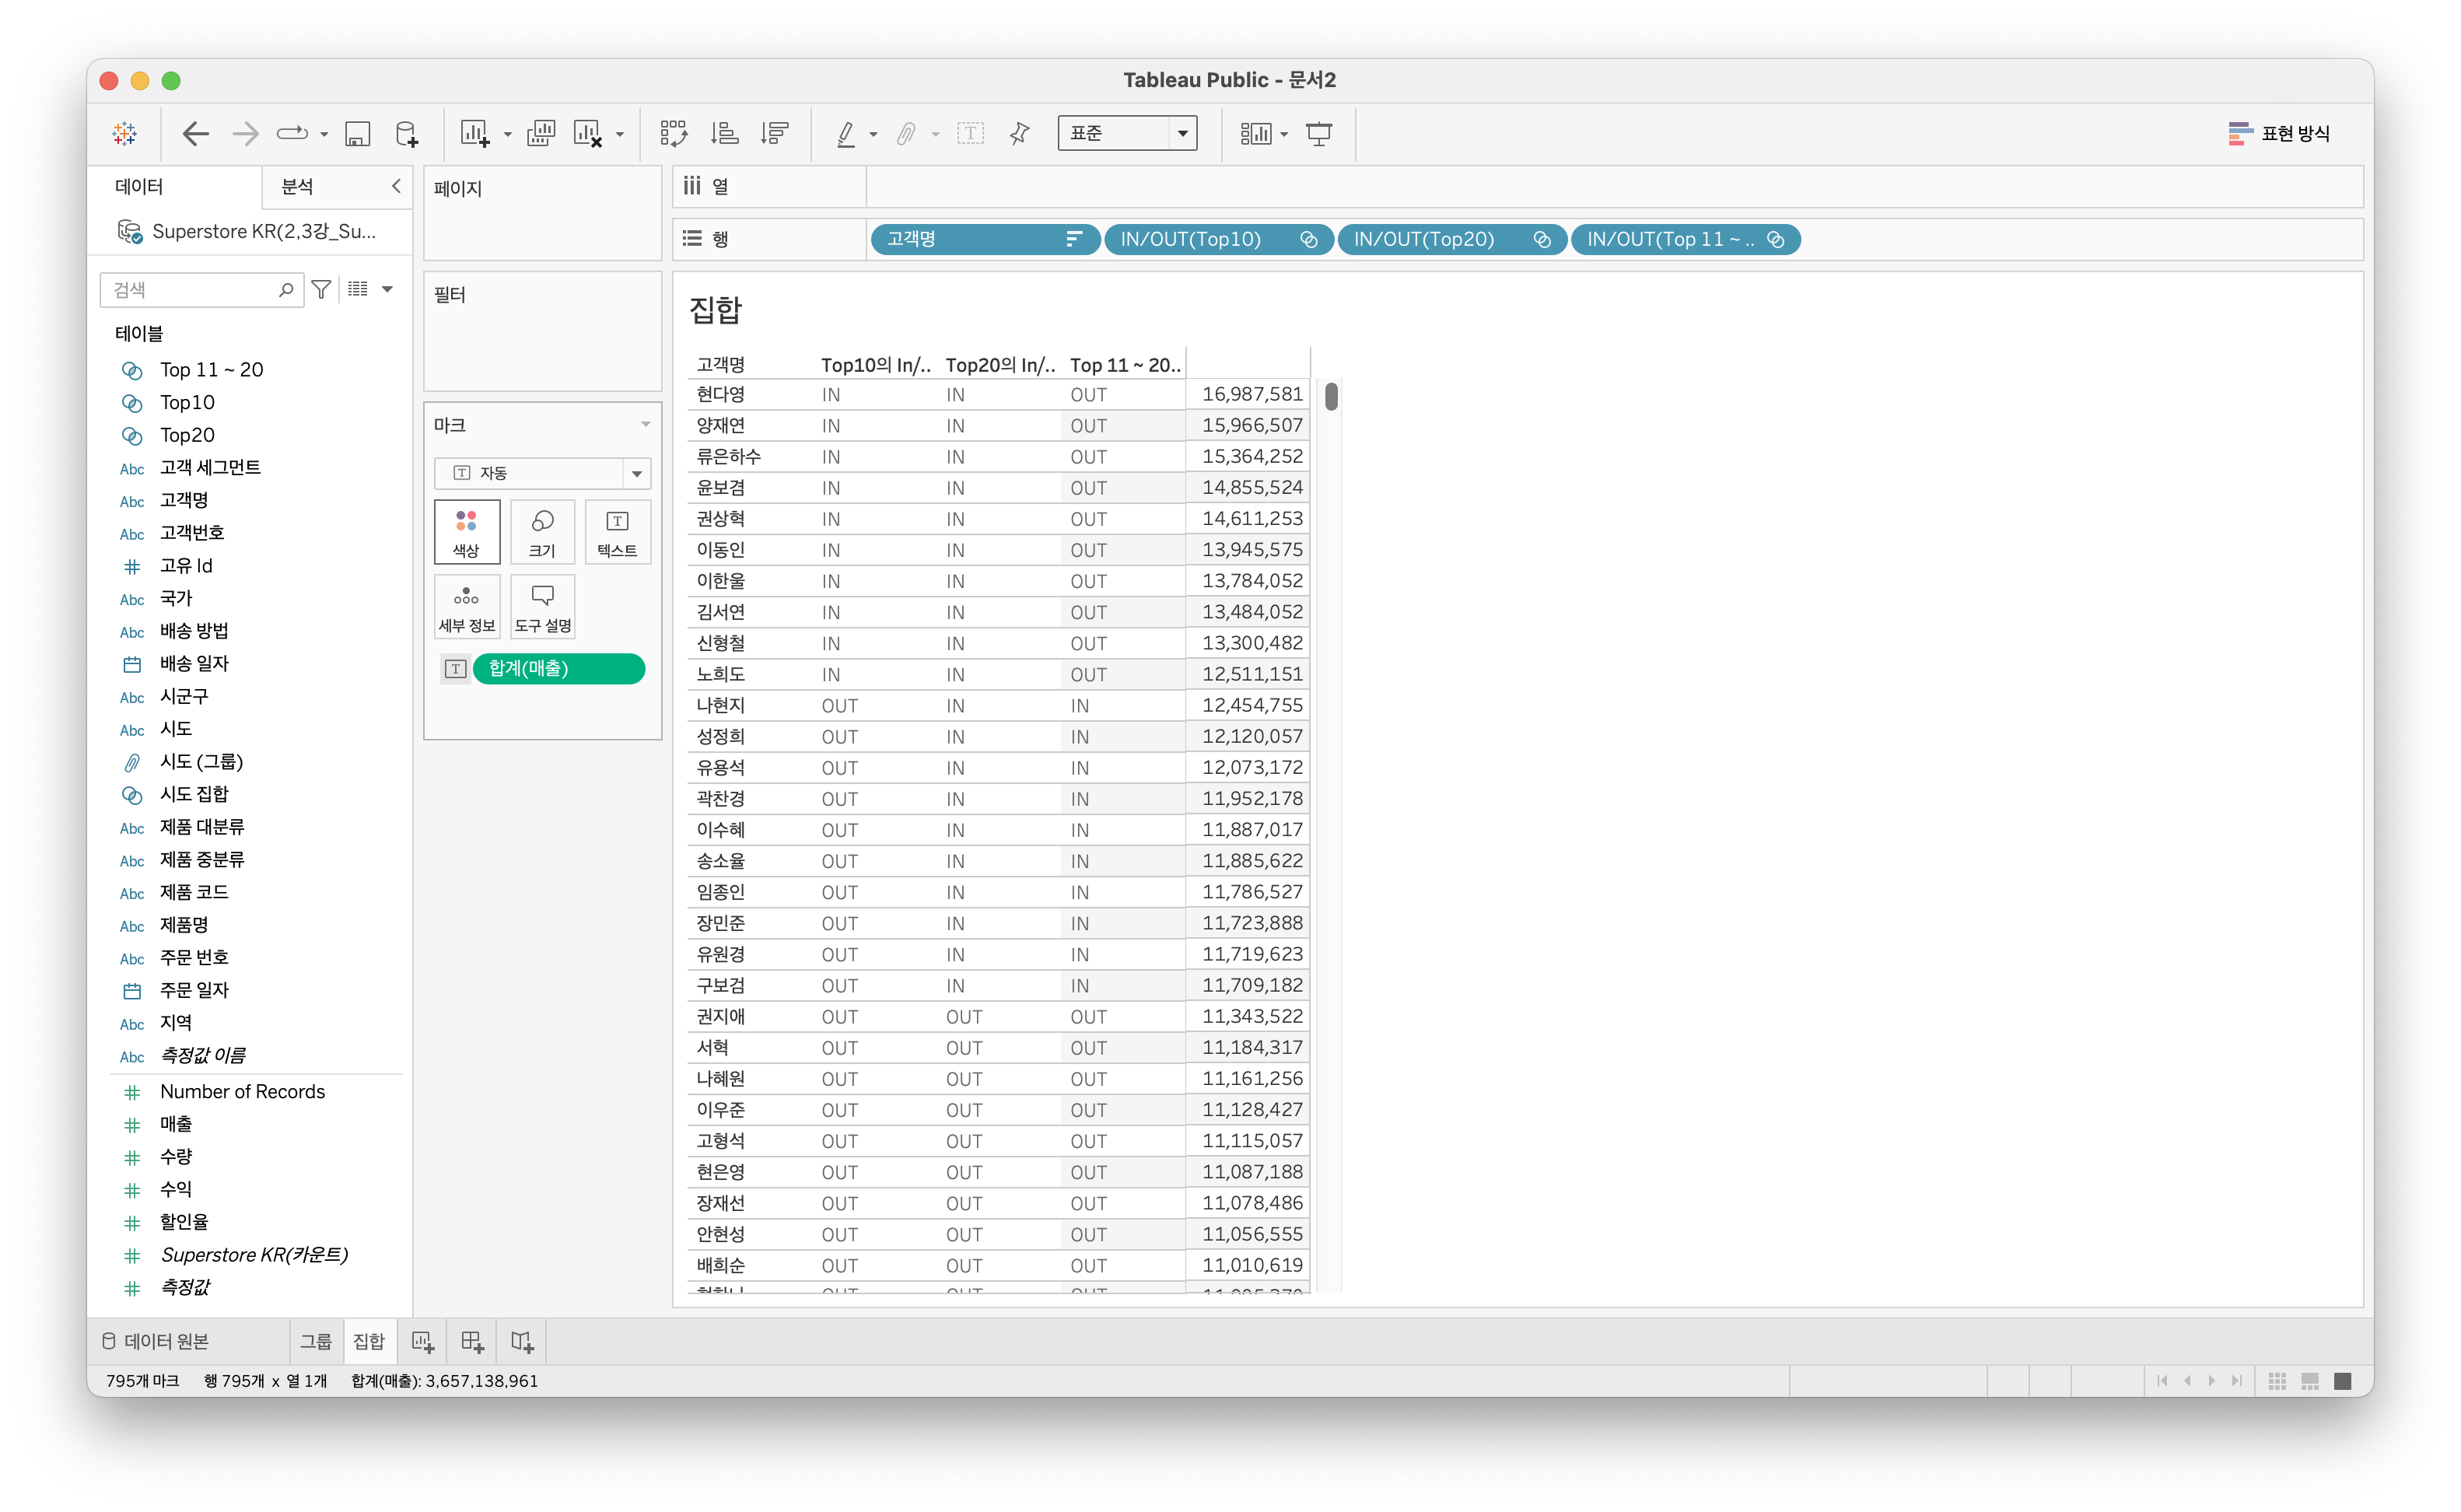 Tableau Public - 문서2
표준
표현 방식
데이터
분석
Superstore KR(2,3강_Su...
검색
테이블
Top 11 ~ 20
Top10
Top20
Abc 고객 세그먼트
Abc 고객명
Abc 고객번호
고유 Id
Abc 국가
Abc 배송 방법
배송 일자
Abc 시군구
Abc 시도
시도 (그룹)
시도 집합
Abc 제품 대분류
Abc 제품 중분류
Abc 제품 코드
Abc 제품명
Abc 주문 번호
주문 일자
Abc 지역
Abc 측정값 이름
Number of Records
매출
수량
수익
할인율
Superstore KR(카운트)
측정값
페이지
필터
마크
자동
색상 크기 텍스트
세부 정보 도구 설명
합계(매출)
열
행 고객명 IN/OUT(Top10) IN/OUT(Top20) IN/OUT(Top 11 ~ ..
집합
고객명 Top10의 In/.. Top20의 In/.. Top 11 ~ 20..
현다영 IN IN OUT 16,987,581
양재연 IN IN OUT 15,966,507
류은하수 IN IN OUT 15,364,252
윤보겸 IN IN OUT 14,855,524
권상혁 IN IN OUT 14,611,253
이동인 IN IN OUT 13,945,575
이한울 IN IN OUT 13,784,052
김서연 IN IN OUT 13,484,052
신형철 IN IN OUT 13,300,482
노희도 IN IN OUT 12,511,151
나현지 OUT IN IN 12,454,755
성정희 OUT IN IN 12,120,057
유용석 OUT IN IN 12,073,172
곽찬경 OUT IN IN 11,952,178
이수혜 OUT IN IN 11,887,017
송소율 OUT IN IN 11,885,622
임종인 OUT IN IN 11,786,527
장민준 OUT IN IN 11,723,888
유원경 OUT IN IN 11,719,623
구보검 OUT IN IN 11,709,182
권지애 OUT OUT OUT 11,343,522
서혁 OUT OUT OUT 11,184,317
나혜원 OUT OUT OUT 11,161,256
이우준 OUT OUT OUT 11,128,427
고형석 OUT OUT OUT 11,115,057
현은영 OUT OUT OUT 11,087,188
장재선 OUT OUT OUT 11,078,486
안현성 OUT OUT OUT 11,056,555
배희순 OUT OUT OUT 11,010,619
데이터 원본 그룹 집합
795개 마크 행 795개 x 열 1개 합계(매출): 3,657,138,961